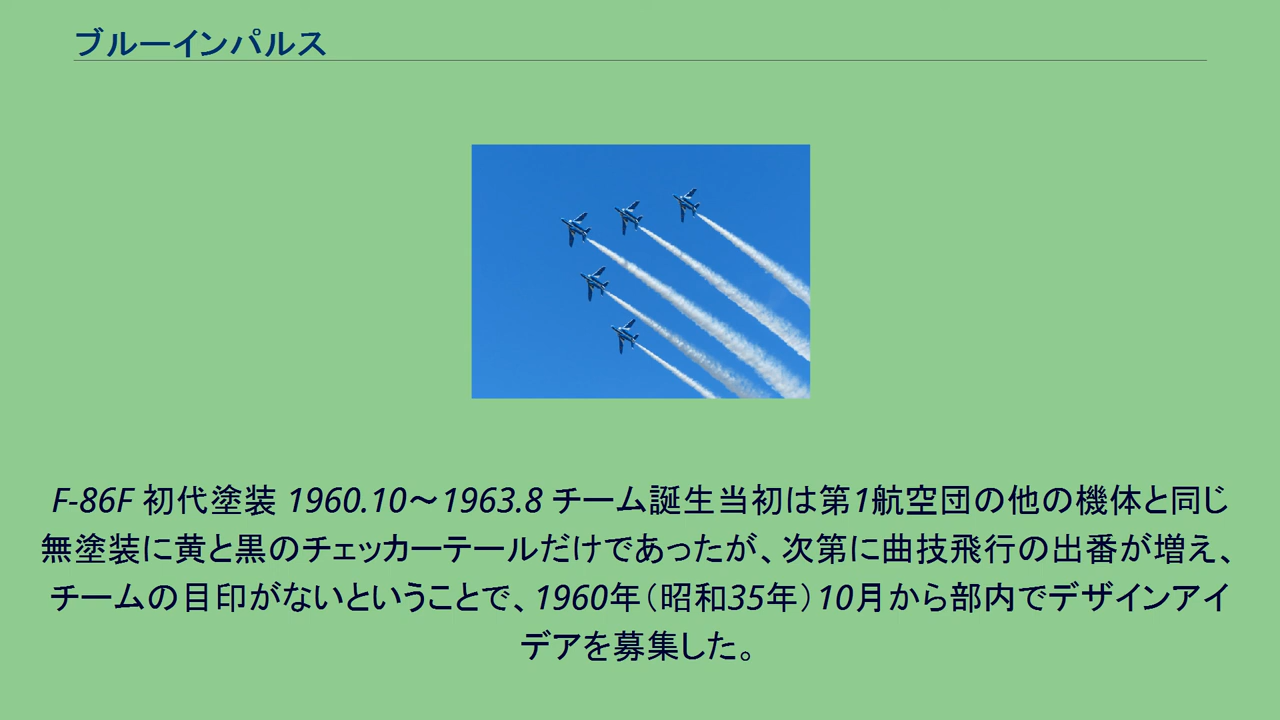 ブルーインパルス
F-86F 初代塗装 1960.10～1963.8 チーム誕生当初は第1航空団の他の機体と同じ
無塗装に黄と黒のチェッカーテールだけであったが、次第に曲技飛行の出番が増え、
チームの目印がないということで、1960年（昭和35年）10月から部内でデザインアイ
デアを募集した。